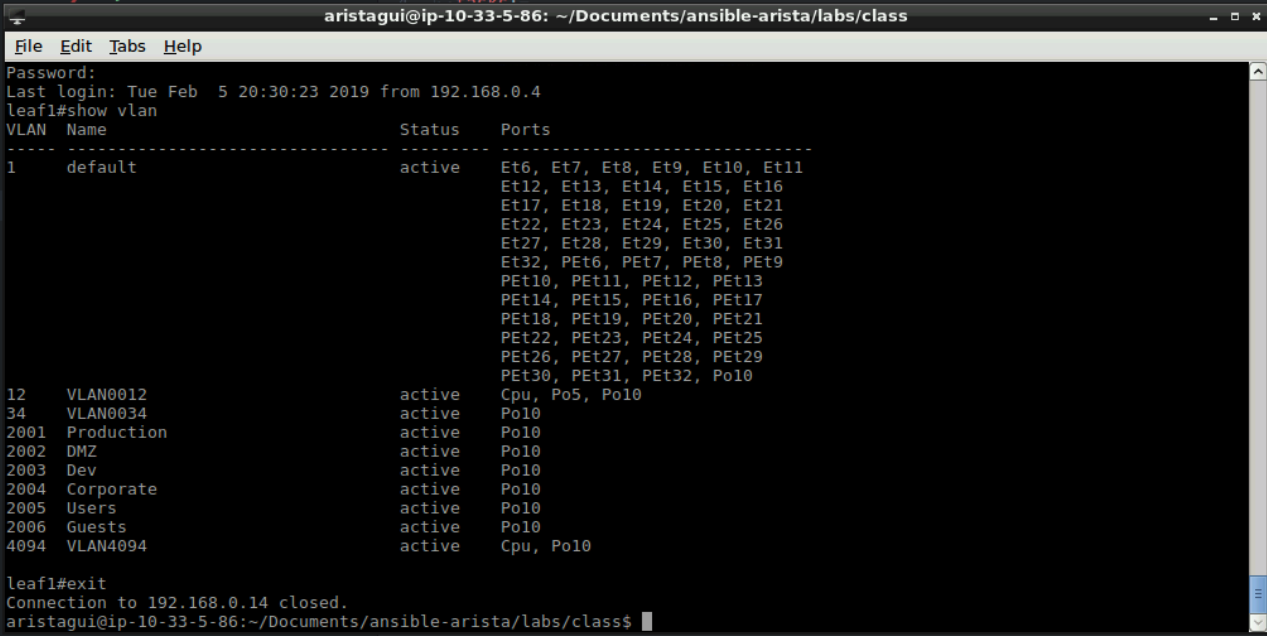 aristagui@ip-10-33-5-86: ~/Documents/ansible-arista/labs/class
File Edit Tabs Help
Password:
Last login: Tue Feb  5 20:30:23 2019 from 192.168.0.4
leaf1#show vlan
VLAN  Name                             Status    Ports
----- -------------------------------- --------- -------------------------------
1     default                          active    Et6, Et7, Et8, Et9, Et10, Et11
                                                 Et12, Et13, Et14, Et15, Et16
                                                 Et17, Et18, Et19, Et20, Et21
                                                 Et22, Et23, Et24, Et25, Et26
                                                 Et27, Et28, Et29, Et30, Et31
                                                 Et32, PEt6, PEt7, PEt8, PEt9
                                                 PEt10, PEt11, PEt12, PEt13
                                                 PEt14, PEt15, PEt16, PEt17
                                                 PEt18, PEt19, PEt20, PEt21
                                                 PEt22, PEt23, PEt24, PEt25
                                                 PEt26, PEt27, PEt28, PEt29
                                                 PEt30, PEt31, PEt32, Po10
12    VLAN0012                         active    Cpu, Po5, Po10
34    VLAN0034                         active    Po10
2001  Production                       active    Po10
2002  DMZ                              active    Po10
2003  Dev                              active    Po10
2004  Corporate                        active    Po10
2005  Users                            active    Po10
2006  Guests                           active    Po10
4094  VLAN4094                         active    Cpu, Po10
leaf1#exit
Connection to 192.168.0.14 closed.
aristagui@ip-10-33-5-86:~/Documents/ansible-arista/labs/class$